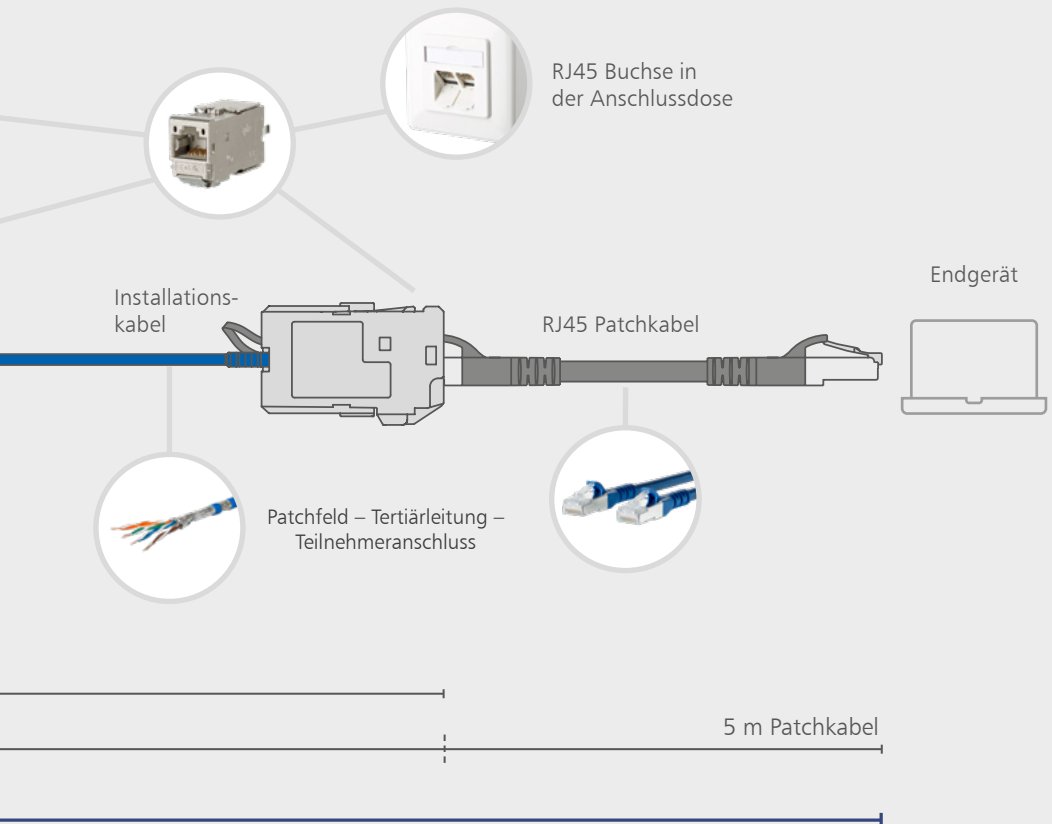 RJ45 Buchse in
der Anschlussdose
Endgerät
Installations-
kabel
RJ45 Patchkabel
Patchfeld – Tertiärleitung –
Teilnehmeranschluss
5 m Patchkabel